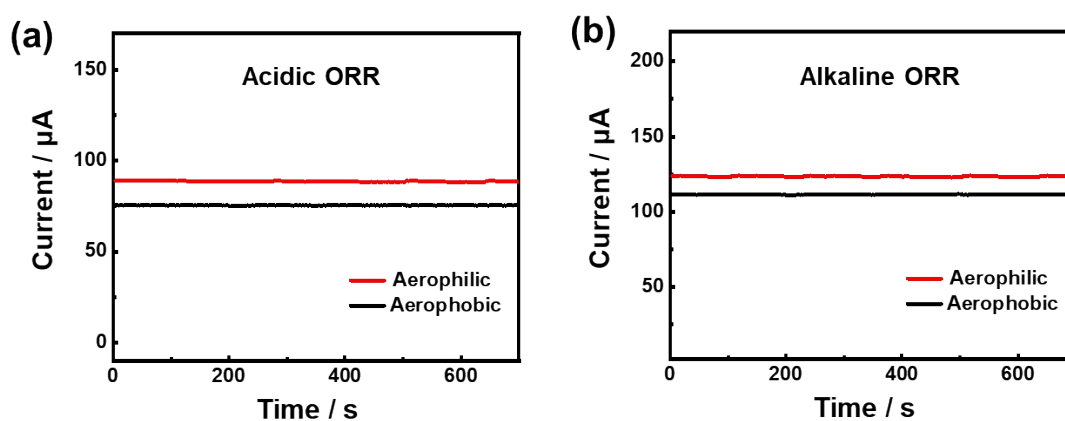 (a)
Acidic ORR
Current / µA
150
100
50
0
Aerophilic
Aerophobic
0 200 400 600
Time / s
(b)
Alkaline ORR
Current / µA
200
150
100
50
Aerophilic
Aerophobic
0 200 400 600
Time / s